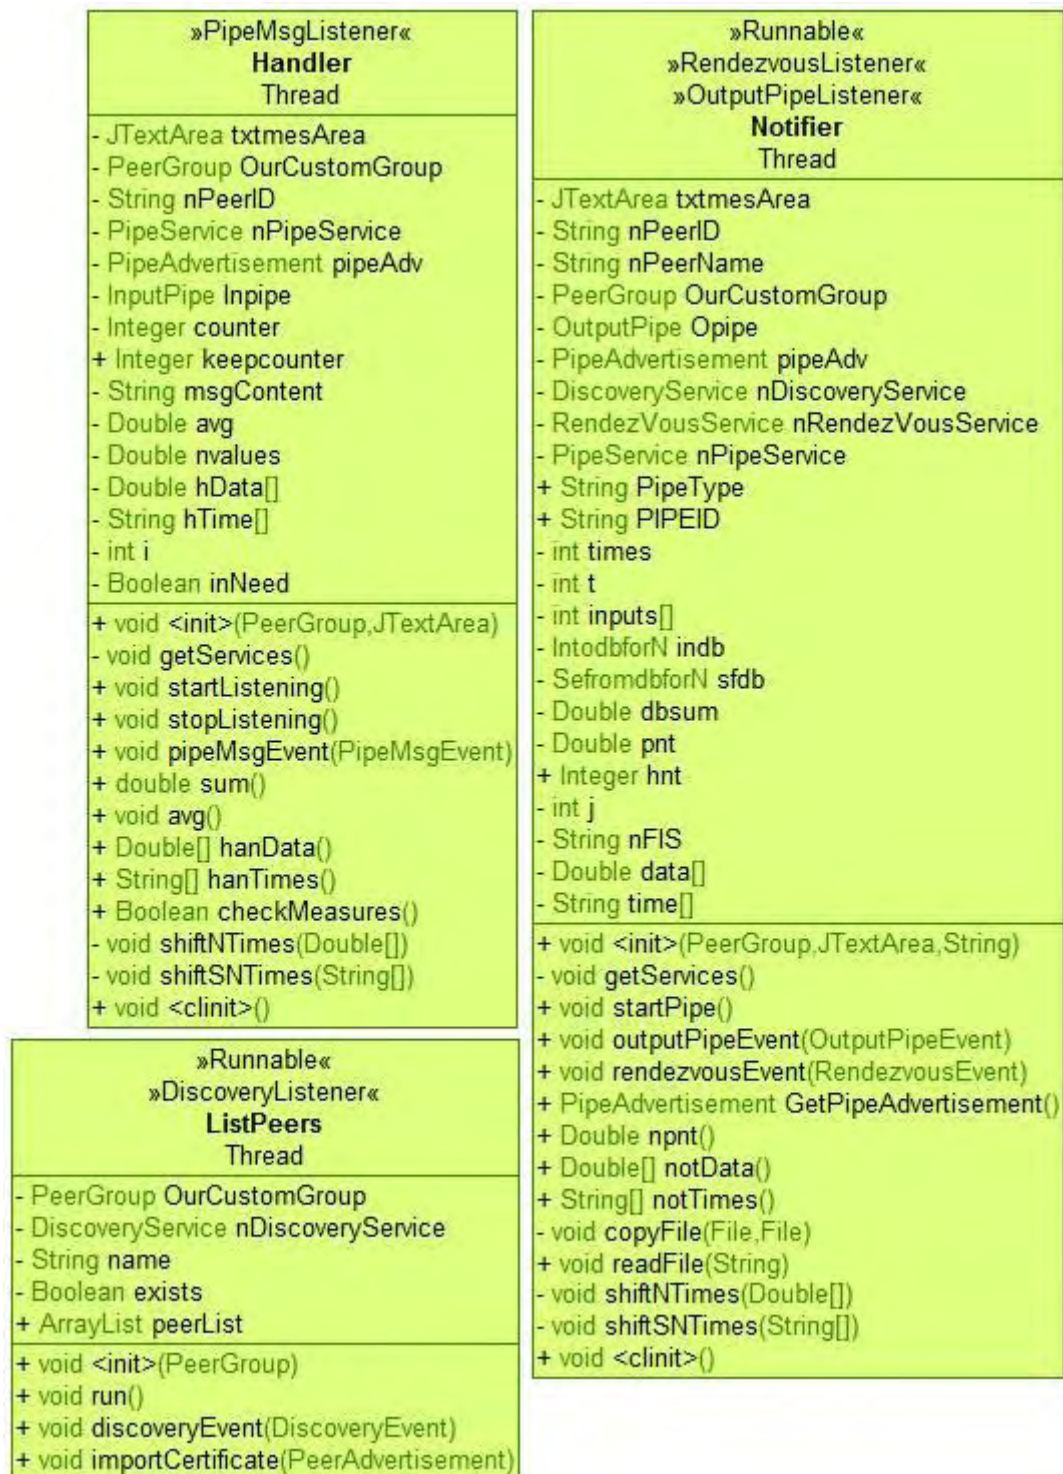 »PipeMsgListener«
Handler
Thread
- JTextArea txtmesArea
- PeerGroup OurCustomGroup
- String nPeerID
- PipeService nPipeService
- PipeAdvertisement pipeAdv
- InputPipe Inpipe
- Integer counter
+ Integer keepcounter
- String msgContent
- Double avg
- Double nvalues
- Double hData[]
- String hTime[]
- int i
- Boolean inNeed
+ void <init>(PeerGroup,JTextArea)
- void getServices()
+ void startListening()
+ void stopListening()
+ void pipeMsgEvent(PipeMsgEvent)
+ double sum()
+ void avg()
+ Double[] hanData()
+ String[] hanTimes()
+ Boolean checkMeasures()
- void shiftNTimes(Double[])
- void shiftSNTimes(String[])
+ void <clinit>()
»Runnable«
»DiscoveryListener«
ListPeers
Thread
- PeerGroup OurCustomGroup
- DiscoveryService nDiscoveryService
- String name
- Boolean exists
+ ArrayList peerList
+ void <init>(PeerGroup)
+ void run()
+ void discoveryEvent(DiscoveryEvent)
+ void importCertificate(PeerAdvertisement)
»Runnable«
»RendezvousListener«
»OutputPipeListener«
Notifier
Thread
- JTextArea txtmesArea
- String nPeerID
- String nPeerName
- PeerGroup OurCustomGroup
- OutputPipe Opipe
- PipeAdvertisement pipeAdv
- DiscoveryService nDiscoveryService
- RendezVousService nRendezVousService
- PipeService nPipeService
+ String PipeType
+ String PIPEID
- int times
- int t
- int inputs[]
- IntodbforN indb
- SefromdbforN sfdb
- Double dbsum
- Double pnt
+ Integer hnt
- int j
- String nFIS
- Double data[]
- String time[]
+ void <init>(PeerGroup,JTextArea,String)
- void getServices()
+ void startPipe()
+ void outputPipeEvent(OutputPipeEvent)
+ void rendezvousEvent(RendezvousEvent)
+ PipeAdvertisement GetPipeAdvertisement()
+ Double npnt()
+ Double[] notData()
+ String[] notTimes()
- void copyFile(File,File)
+ void readFile(String)
- void shiftNTimes(Double[])
- void shiftSNTimes(String[])
+ void <clinit>()